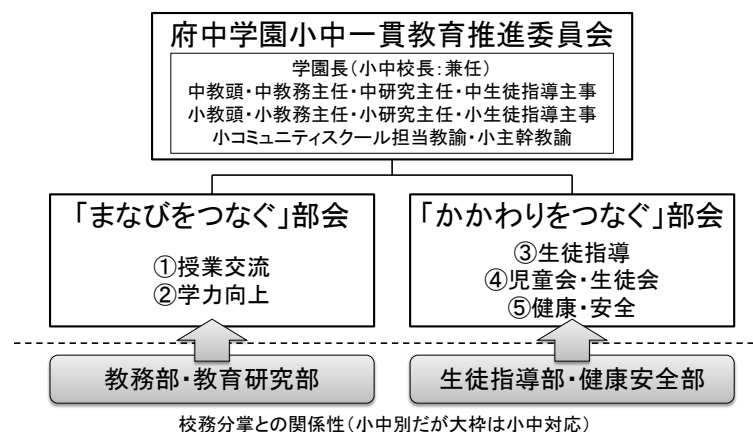 府中学園小中一貫教育推進委員会
学園長(小中校長:兼任)
中教頭・中教務主任・中研究主任・中生徒指導主事
小教頭・小教務主任・小研究主任・小生徒指導主事
小コミュニティスクール担当教諭・小主幹教諭
「まなびをつなぐ」部会
①授業交流
②学力向上
「かかわりをつなぐ」部会
③生徒指導
④児童会・生徒会
⑤健康・安全
教務部・教育研究部
生徒指導部・健康安全部
校務分掌との関係性(小中別だが大枠は小中対応)